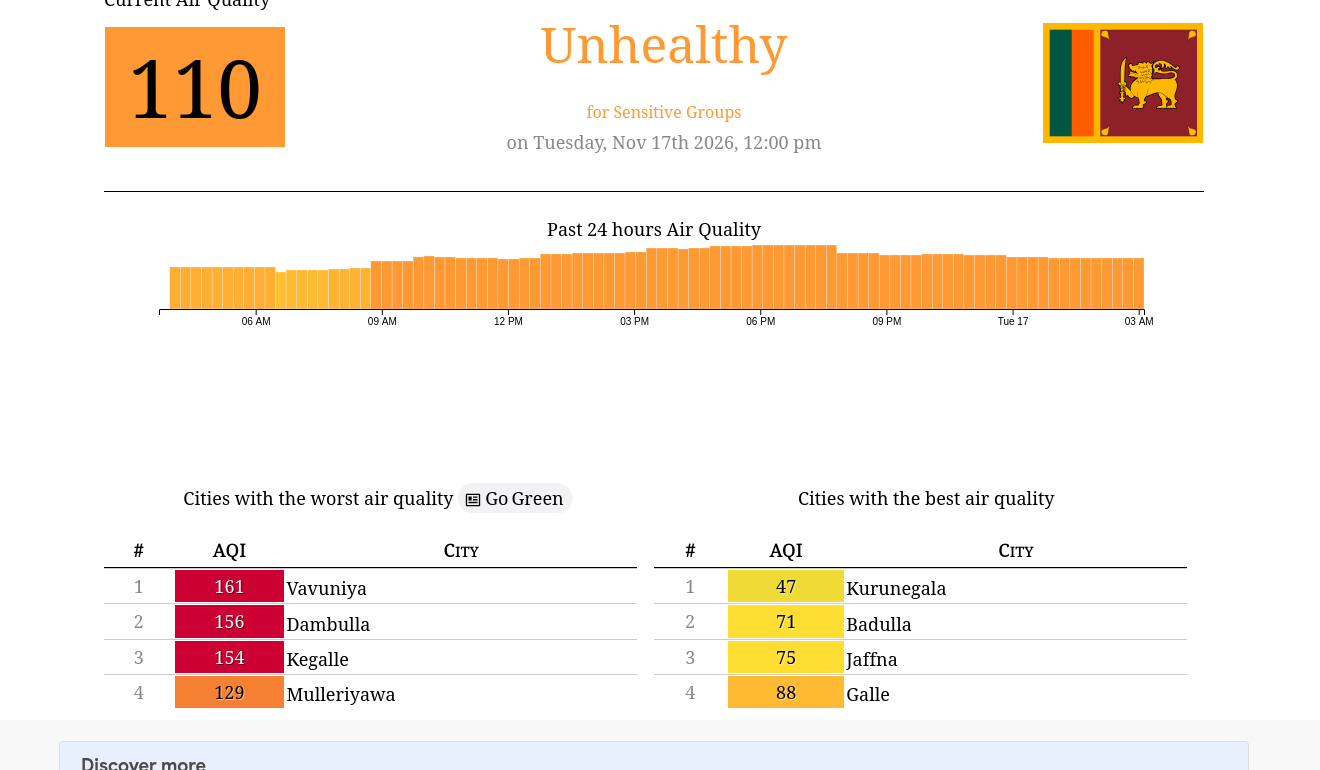 Current Air Quality
110
Unhealthy
for Sensitive Groups
on Tuesday, Nov 17th 2026, 12:00 pm
Past 24 hours Air Quality
06 AM 09 AM 12 PM 03 PM 06 PM 09 PM Tue 17 03 AM
Cities with the worst air quality Go Green
# AQI City
1 161 Vavuniya
2 156 Dambulla
3 154 Kegalle
4 129 Mulleriyawa
Cities with the best air quality
# AQI City
1 47 Kurunegala
2 71 Badulla
3 75 Jaffna
4 88 Galle
Discover more